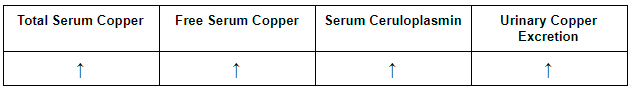 Total Serum Copper
Free Serum Copper
Serum Ceruloplasmin
Urinary Copper
Excretion
↑
↑
↑
↑